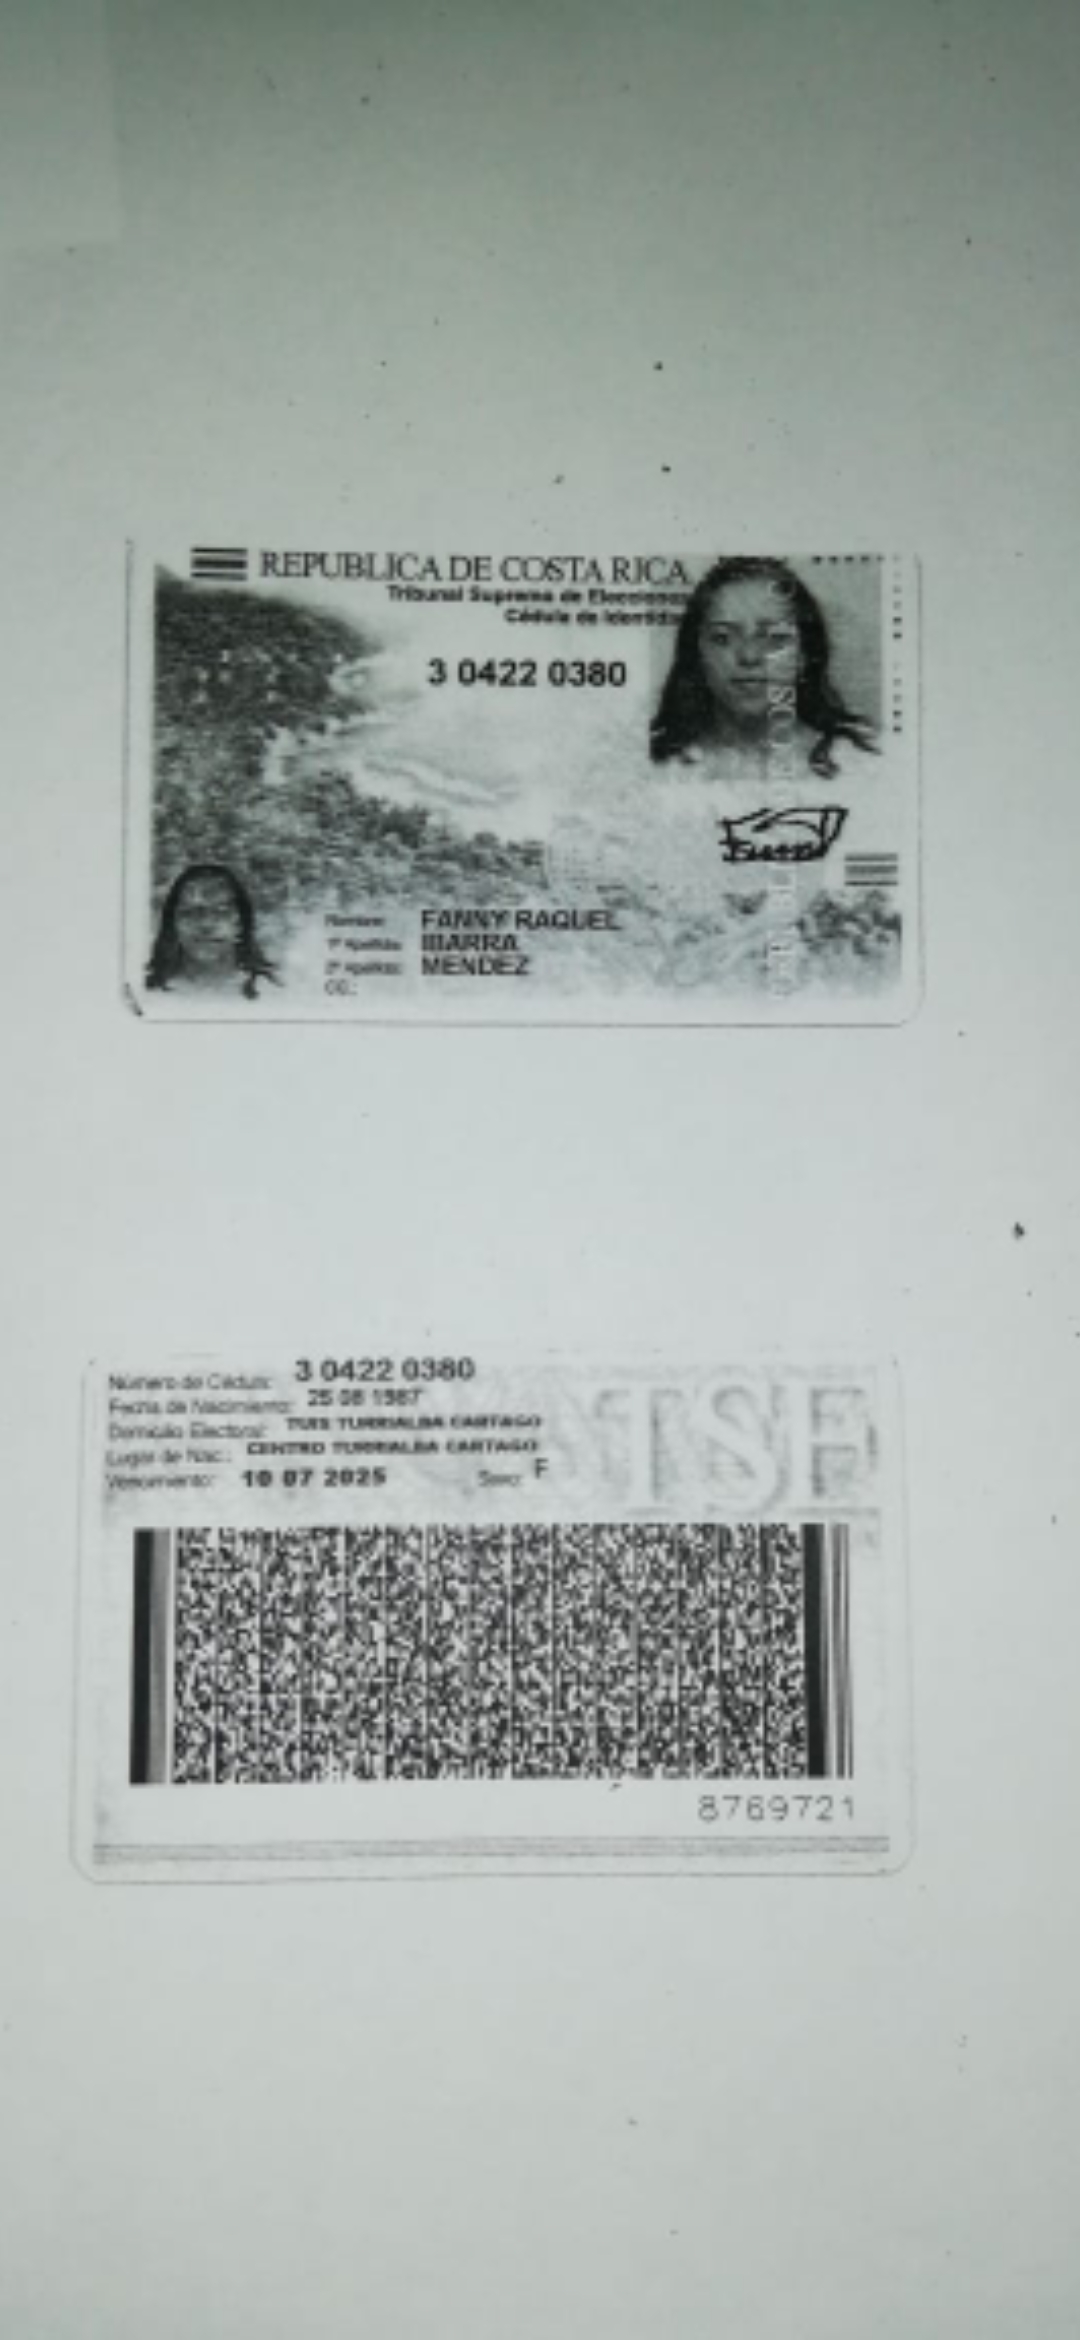 REPUBLICA DE COSTA RICA
Tribunal Supremo de Elecciones
Cédula de Identidad
3 0422 0380
Nombre: FANNY RAQUEL
1° Apellido: IBARRA
2° Apellido: MENDEZ
CC.:
Número de Cédula: 3 0422 0380
Fecha de Nacimiento: 25 08 1987
Domicilio Electoral: TUIS TURRIALBA CARTAGO
Lugar de Nac.: CENTRO TURRIALBA CARTAGO
Vencimiento: 10 07 2025 Sexo: F
TSE
8769721